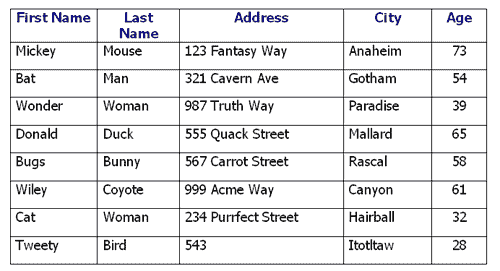 First Name Last Name Address City Age
Mickey Mouse 123 Fantasy Way Anaheim 73
Bat Man 321 Cavern Ave Gotham 54
Wonder Woman 987 Truth Way Paradise 39
Donald Duck 555 Quack Street Mallard 65
Bugs Bunny 567 Carrot Street Rascal 58
Wiley Coyote 999 Acme Way Canyon 61
Cat Woman 234 Purrfect Street Hairball 32
Tweety Bird 543 Itotltaw 28